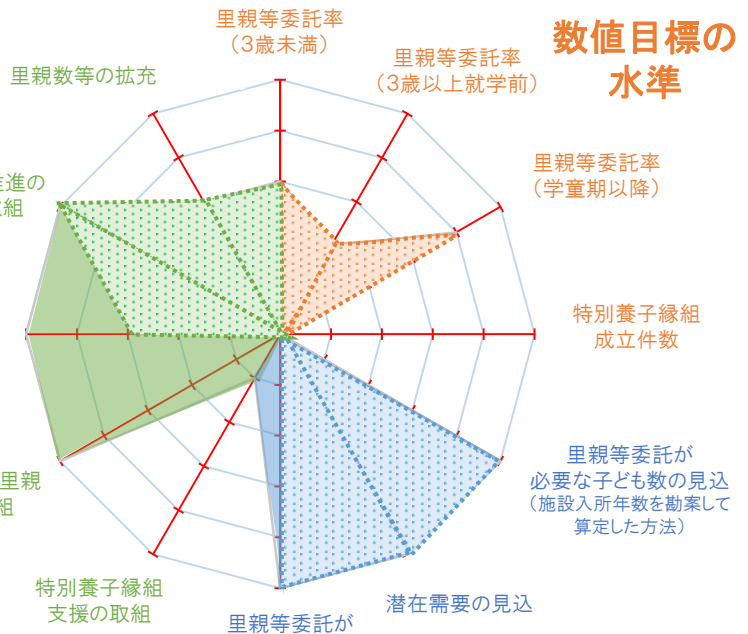 数値目標の
水準
里親等委託率
（3歳未満）
里親等委託率
（3歳以上就学前）
里親数等の拡充
里親等委託率
（学童期以降）
進の
組
特別養子縁組
成立件数
里親等委託が
必要な子ども数の見込
（施設入所年数を勘案して
算定した方法）
里親
組
潜在需要の見込
特別養子縁組
支援の取組
里親等委託が